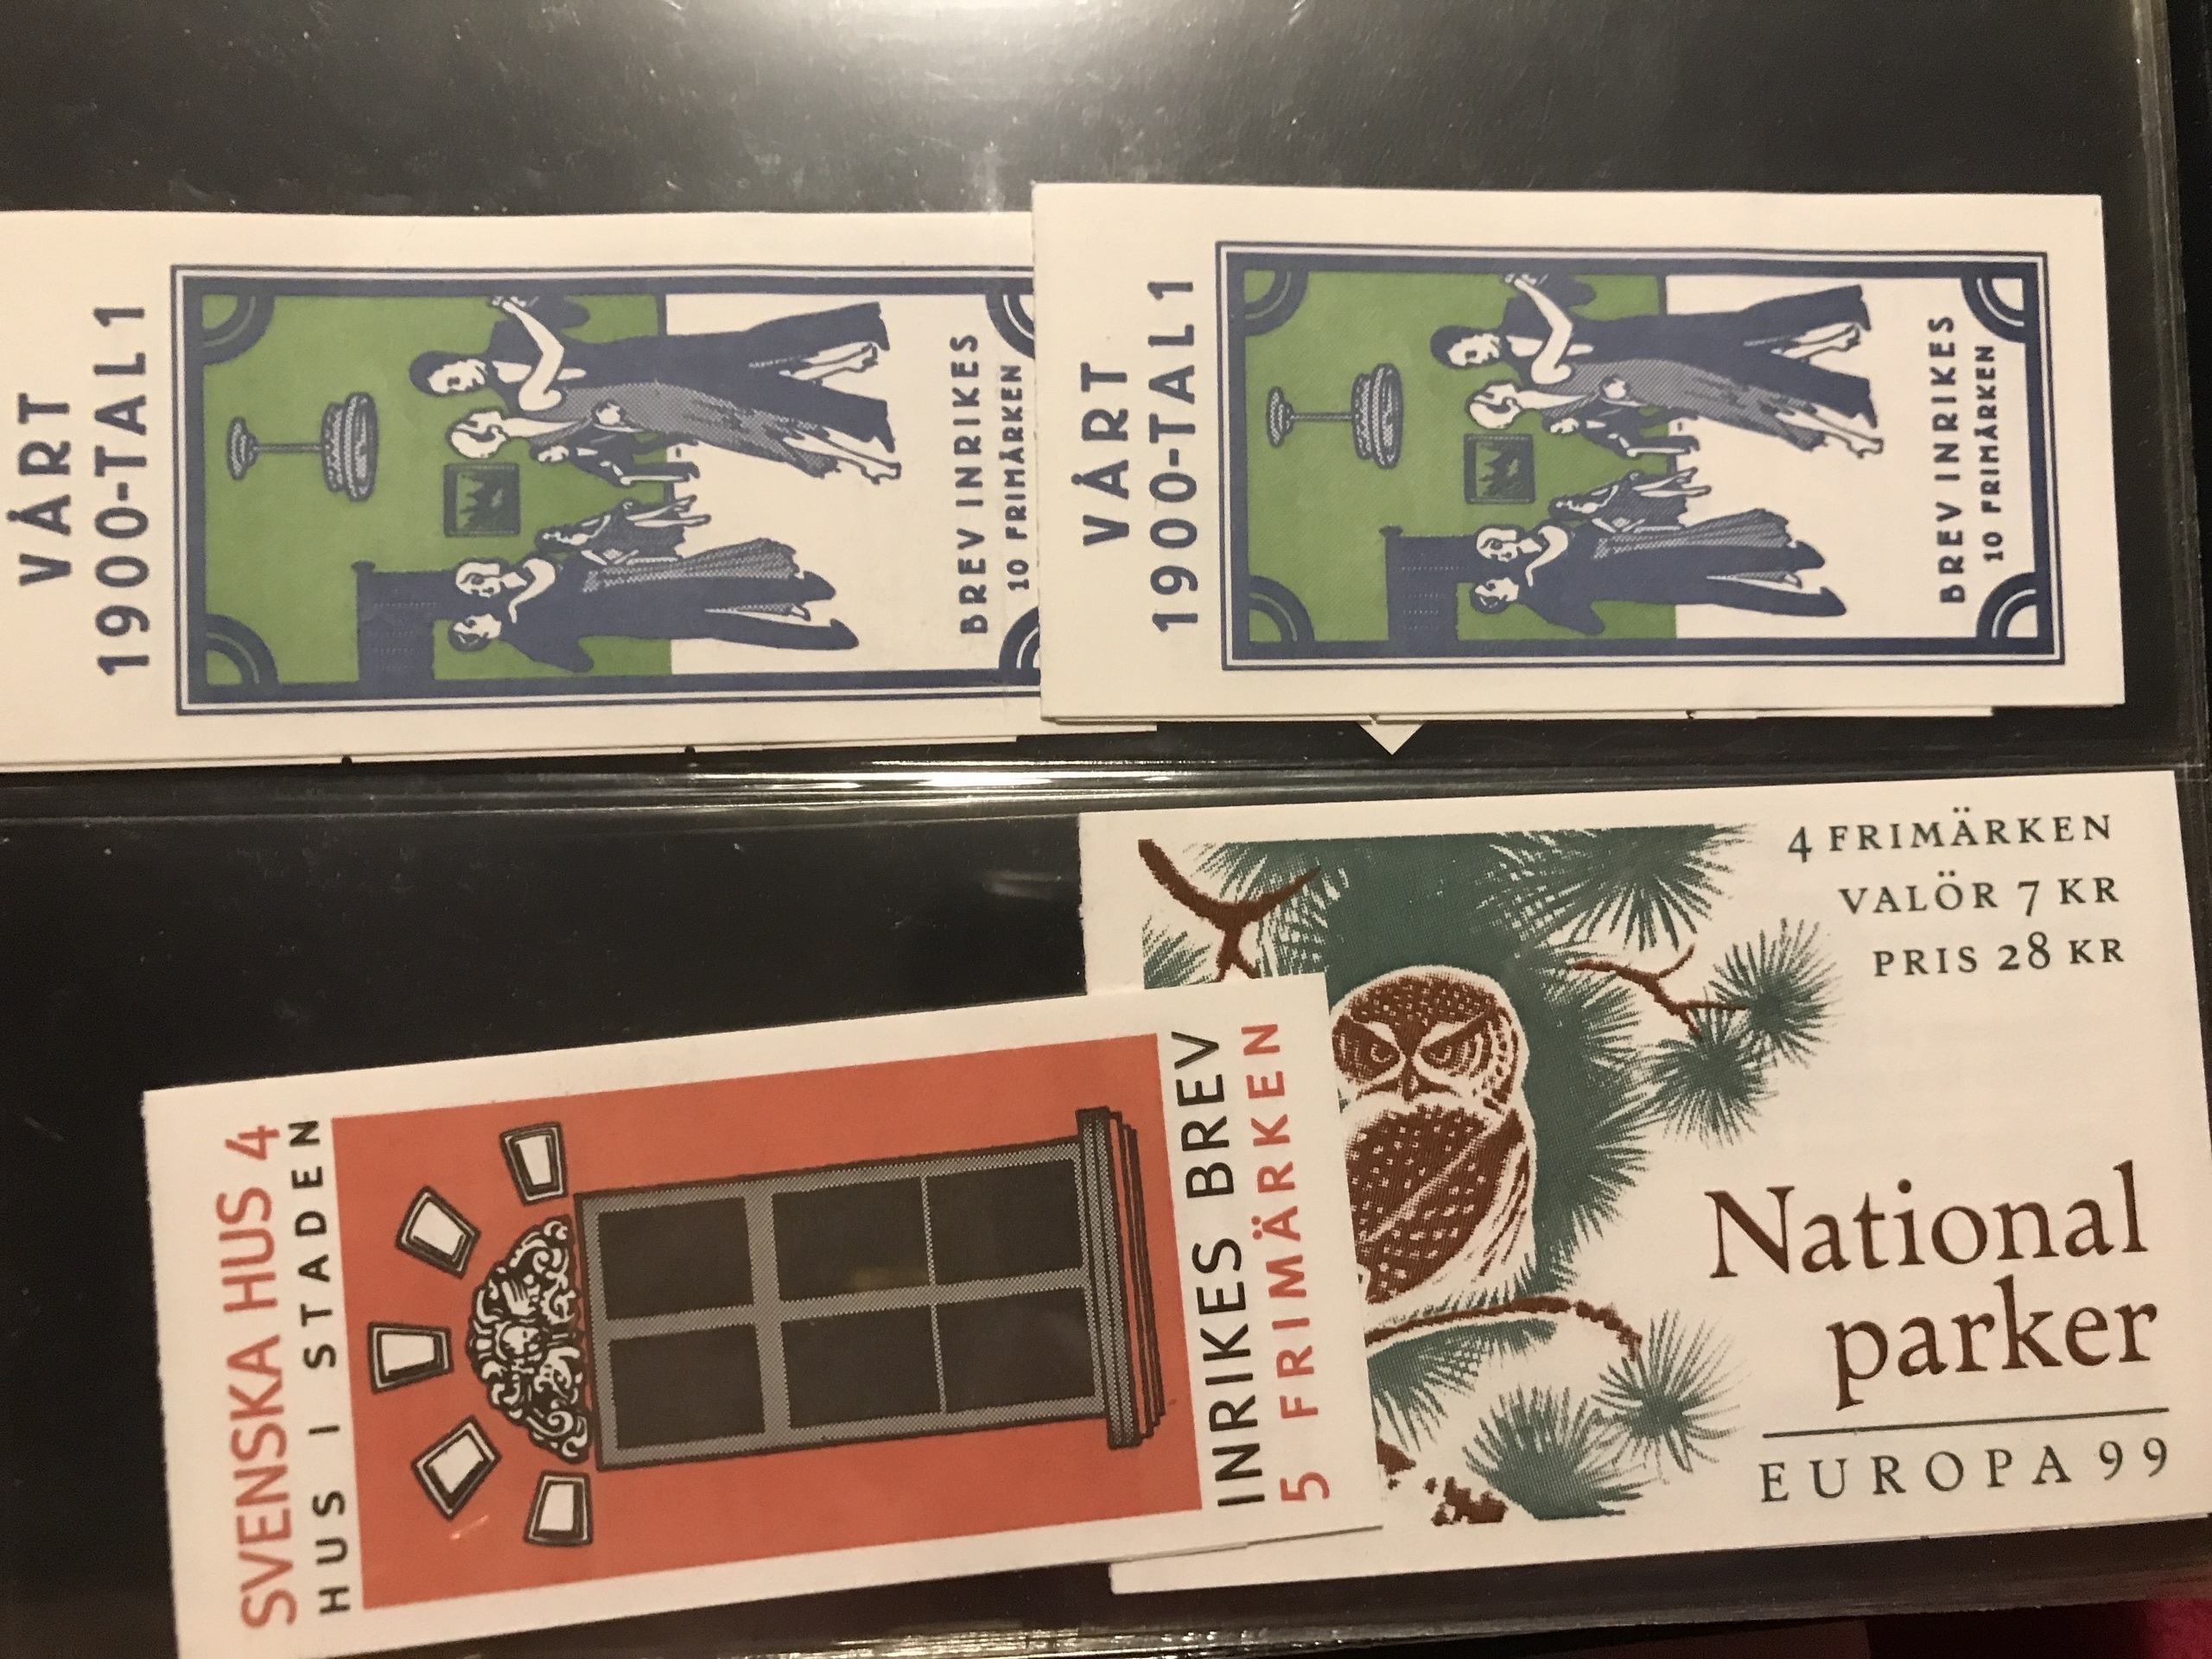 VÅRT
1900-TAL 1
BREV INRIKES
10 FRIMÄRKEN
VÅRT
1900-TAL 1
BREV INRIKES
10 FRIMÄRKEN
SVENSKA HUS 4
HUS I STADEN
INRIKES BREV
5 FRIMÄRKEN
4 FRIMÄRKEN
VALÖR 7 KR
PRIS 28 KR
National
parker
EUROPA 99